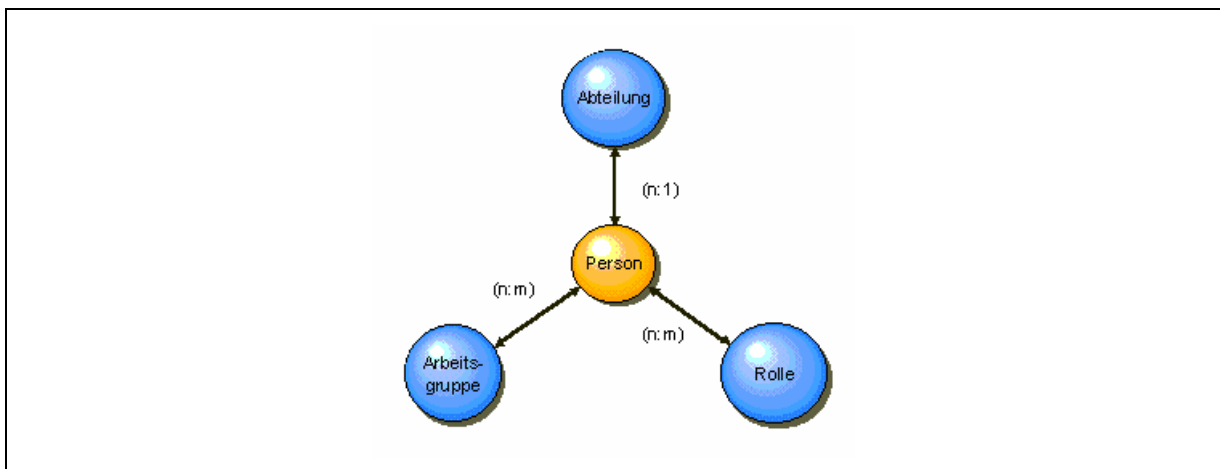 Abteilung
(n:1)
Person
(n:m)
(n:m)
Arbeits-
gruppe
Rolle